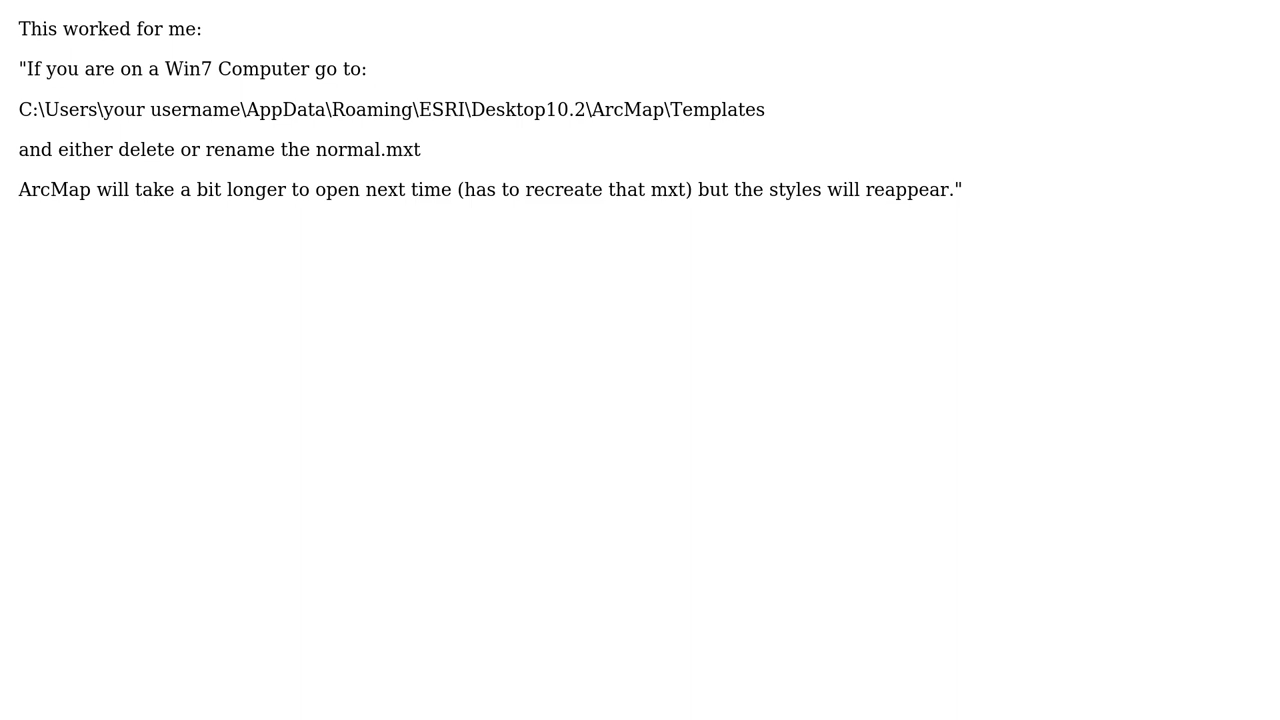 This worked for me:
"If you are on a Win7 Computer go to:
C:\Users\your username\AppData\Roaming\ESRI\Desktop10.2\ArcMap\Templates
and either delete or rename the normal.mxt
ArcMap will take a bit longer to open next time (has to recreate that mxt) but the styles will reappear."